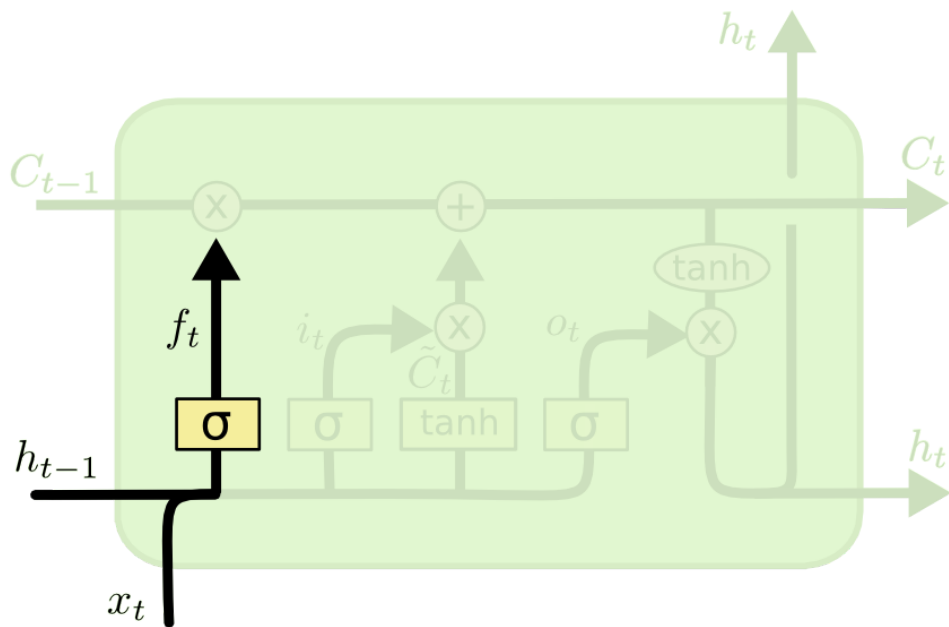 h_t
C_{t-1}
C_t
x
+
tanh
f_t
i_t
x
o_t
x
C̃_t
σ
σ
tanh
σ
h_{t-1}
h_t
x_t